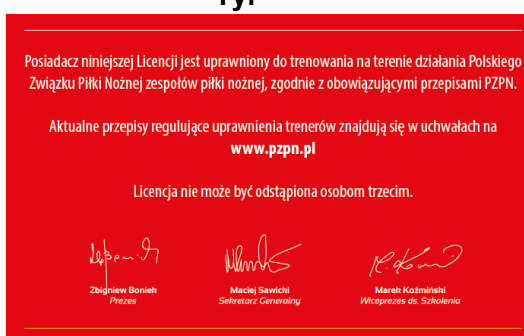 Posiadacz niniejszej Licencji jest uprawniony do trenowania na terenie działania Polskiego
Związku Piłki Nożnej zespołów piłki nożnej, zgodnie z obowiązującymi przepisami PZPN.
Aktualne przepisy regulujące uprawnienia trenerów znajdują się w uchwałach na
www.pzpn.pl
Licencja nie może być odstąpiona osobom trzecim.
Zbigniew Boniek
Prezes
Maciej Sawicki
Sekretarz Generalny
Marek Koźmiński
Wiceprezes ds. Szkolenia